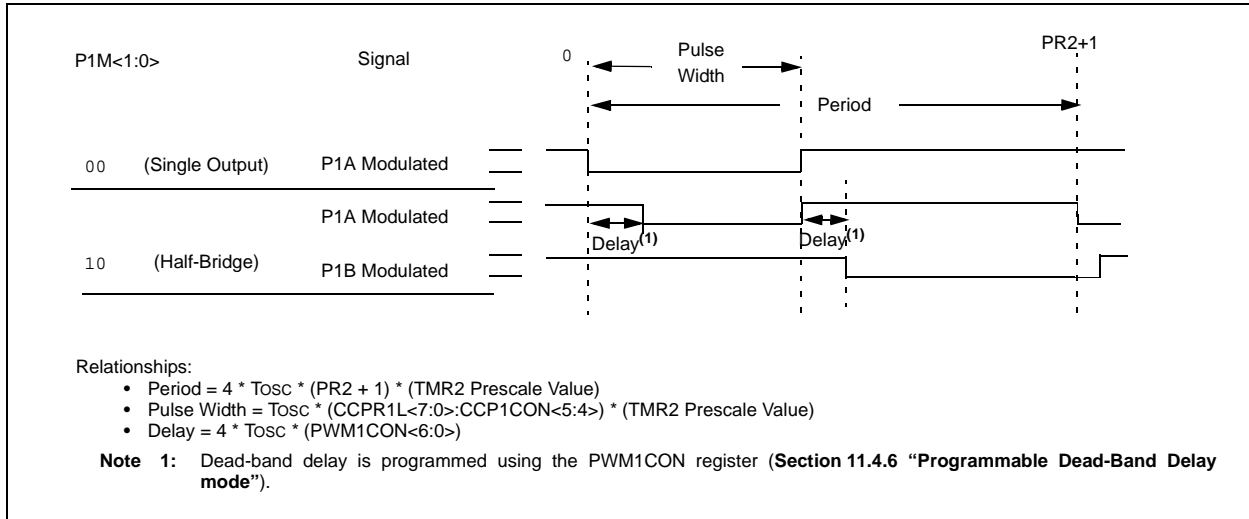 P1M<1:0> Signal 0 Pulse Width PR2+1
Period
00 (Single Output) P1A Modulated
P1A Modulated
Delay(1) Delay(1)
10 (Half-Bridge) P1B Modulated
Relationships:
• Period = 4 * TOSC * (PR2 + 1) * (TMR2 Prescale Value)
• Pulse Width = TOSC * (CCPR1L<7:0>:CCP1CON<5:4>) * (TMR2 Prescale Value)
• Delay = 4 * TOSC * (PWM1CON<6:0>)
Note 1: Dead-band delay is programmed using the PWM1CON register (Section 11.4.6 “Programmable Dead-Band Delay
mode”).